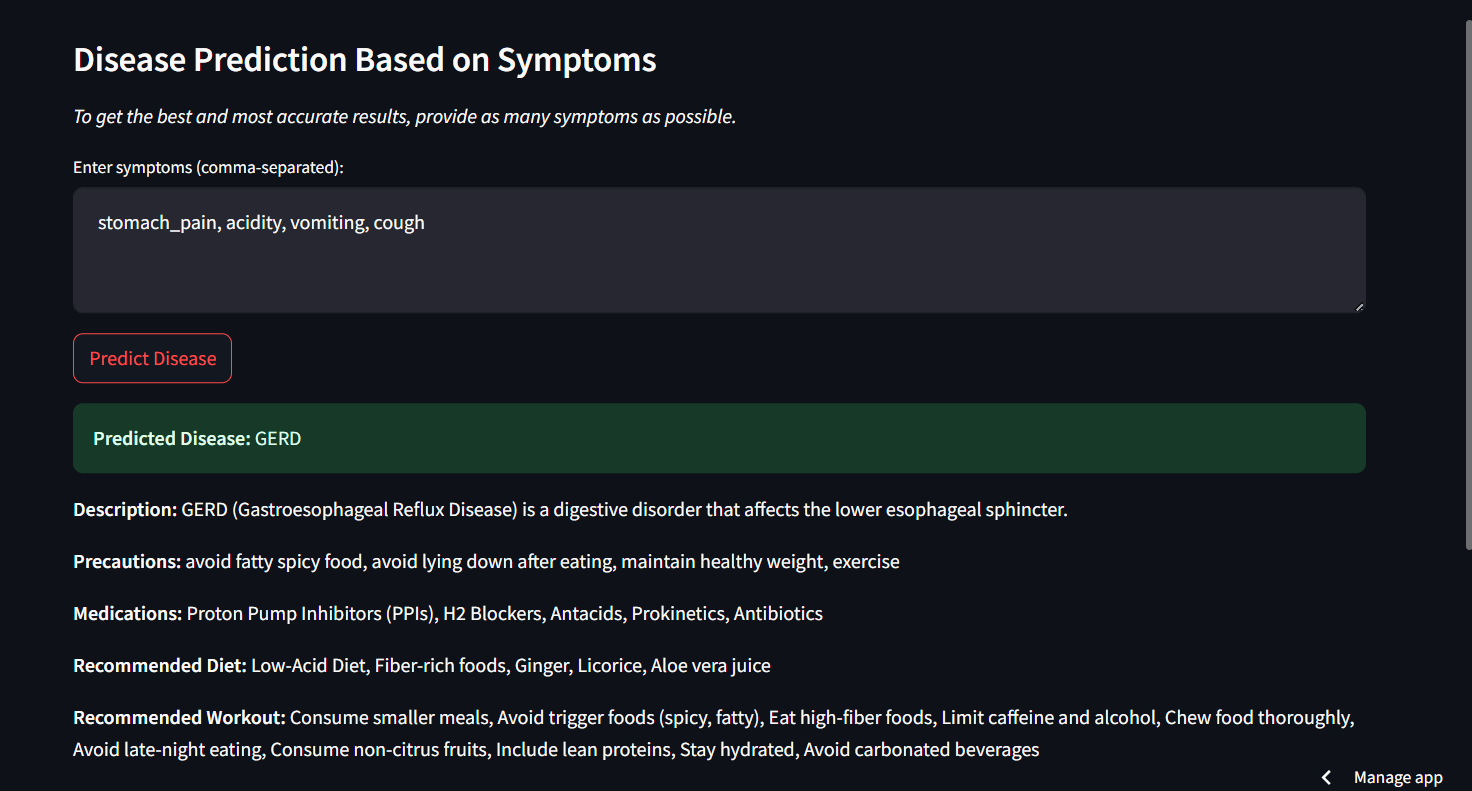 Disease Prediction Based on Symptoms
To get the best and most accurate results, provide as many symptoms as possible.
Enter symptoms (comma-separated):
stomach_pain, acidity, vomiting, cough
Predict Disease
Predicted Disease: GERD
Description: GERD (Gastroesophageal Reflux Disease) is a digestive disorder that affects the lower esophageal sphincter.
Precautions: avoid fatty spicy food, avoid lying down after eating, maintain healthy weight, exercise
Medications: Proton Pump Inhibitors (PPIs), H2 Blockers, Antacids, Prokinetics, Antibiotics
Recommended Diet: Low-Acid Diet, Fiber-rich foods, Ginger, Licorice, Aloe vera juice
Recommended Workout: Consume smaller meals, Avoid trigger foods (spicy, fatty), Eat high-fiber foods, Limit caffeine and alcohol, Chew food thoroughly,
Avoid late-night eating, Consume non-citrus fruits, Include lean proteins, Stay hydrated, Avoid carbonated beverages
Manage app